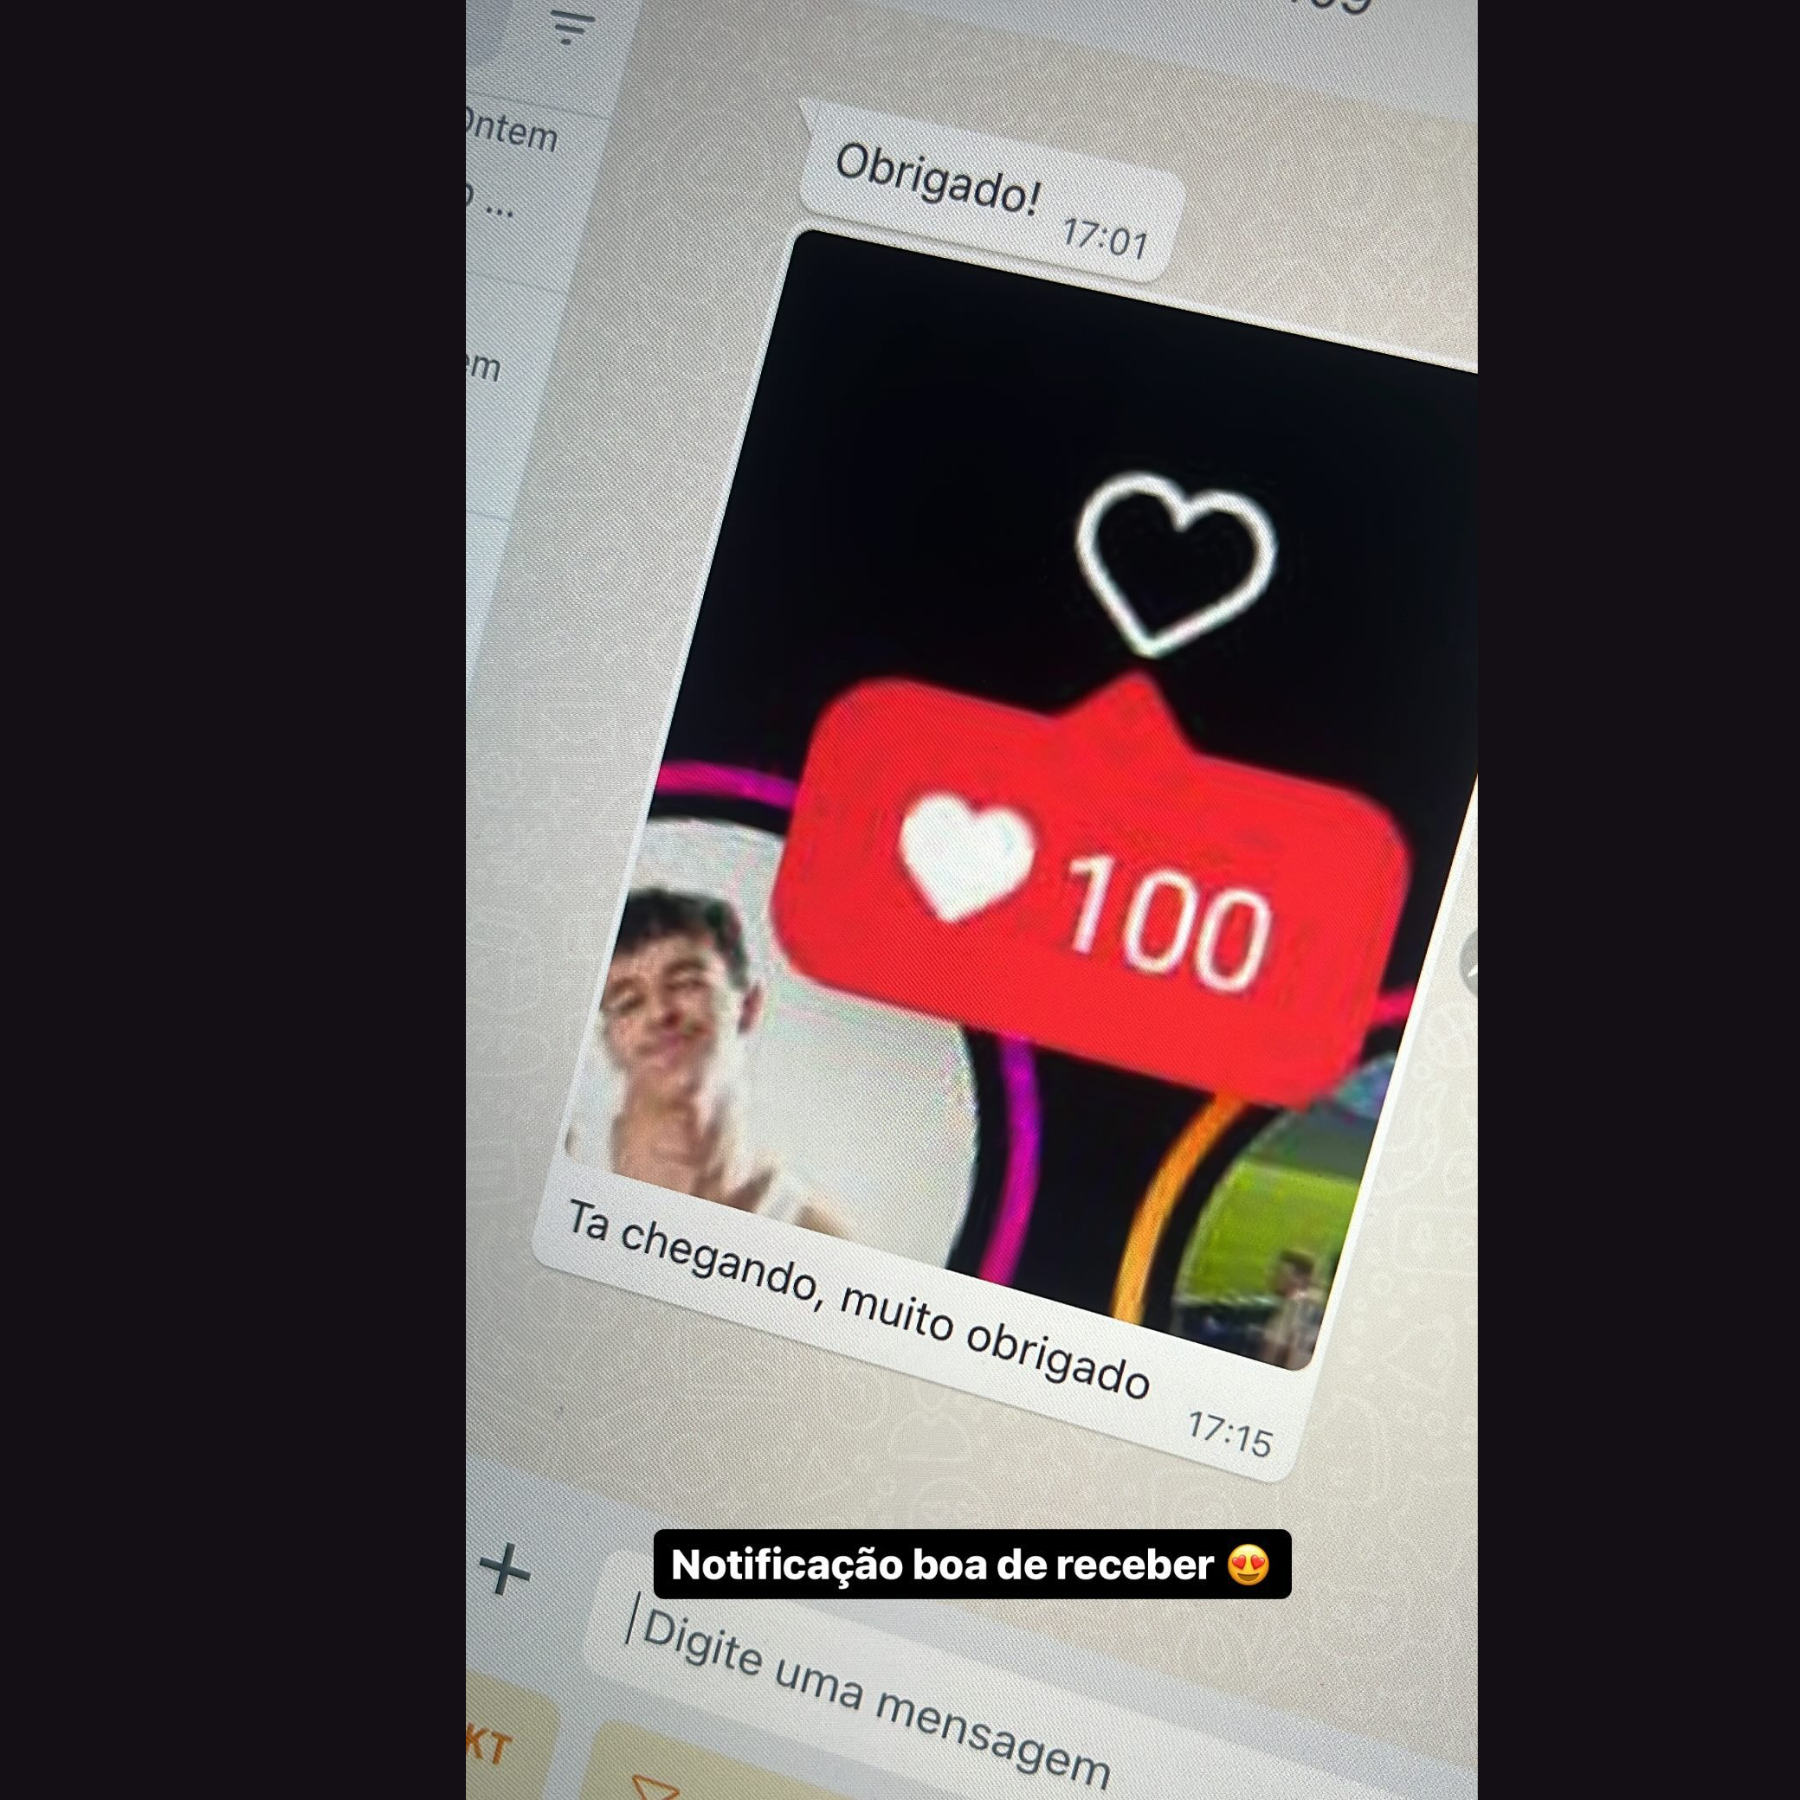 Ontem
...
Obrigado!
17:01
100
Ta chegando, muito obrigado
17:15
Notificação boa de receber 😍
Digite uma mensagem
KT